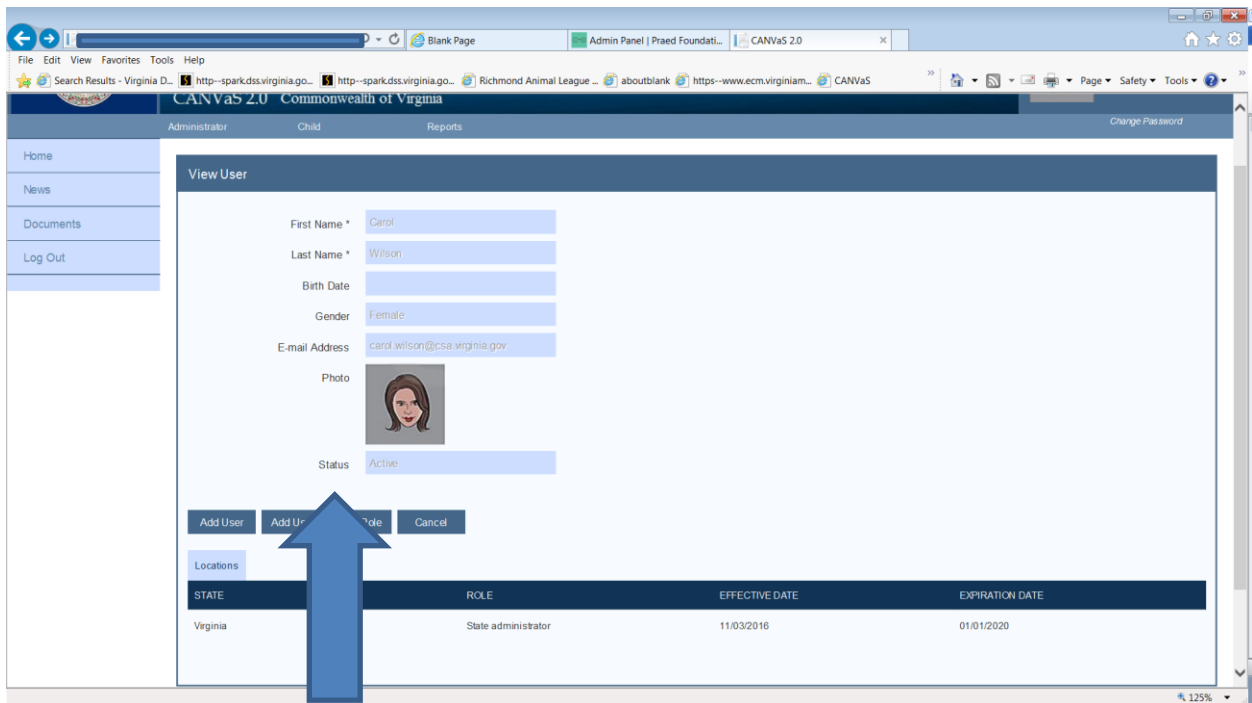 Blank Page
Admin Panel | Praed Foundati...
CANVaS 2.0
File Edit View Favorites Tools Help
Search Results - Virginia D... http--spark.dss.virginia.go... http--spark.dss.virginia.go... Richmond Animal League ... aboutblank https--www.ecm.virginiam... CANVaS
Page Safety Tools
CANVaS 2.0 Commonwealth of Virginia
Administrator Child Reports Change Password
Home
News
Documents
Log Out
View User
First Name * Carol
Last Name * Wilson
Birth Date
Gender Female
E-mail Address carol.wilson@csa.virginia.gov
Photo
Status Active
Add User Add Us Role Cancel
Locations
STATE ROLE EFFECTIVE DATE EXPIRATION DATE
Virginia State administrator 11/03/2016 01/01/2020
125%